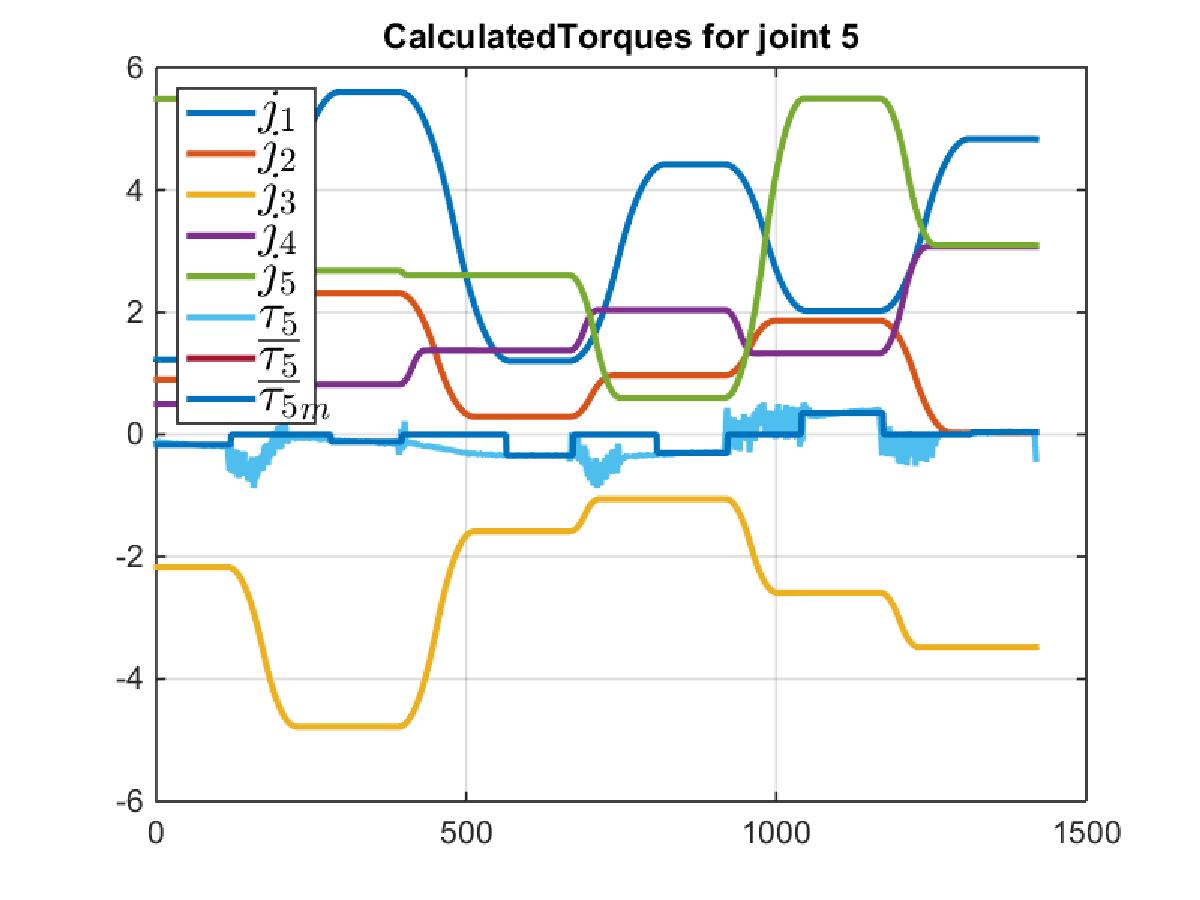 CalculatedTorques for joint 5
6
4
2
0
-2
-4
-6
j₁
j₂
j₃
j₄
j₅
τ₅
τ̅₅
τ̅₅ₘ
0 500 1000 1500